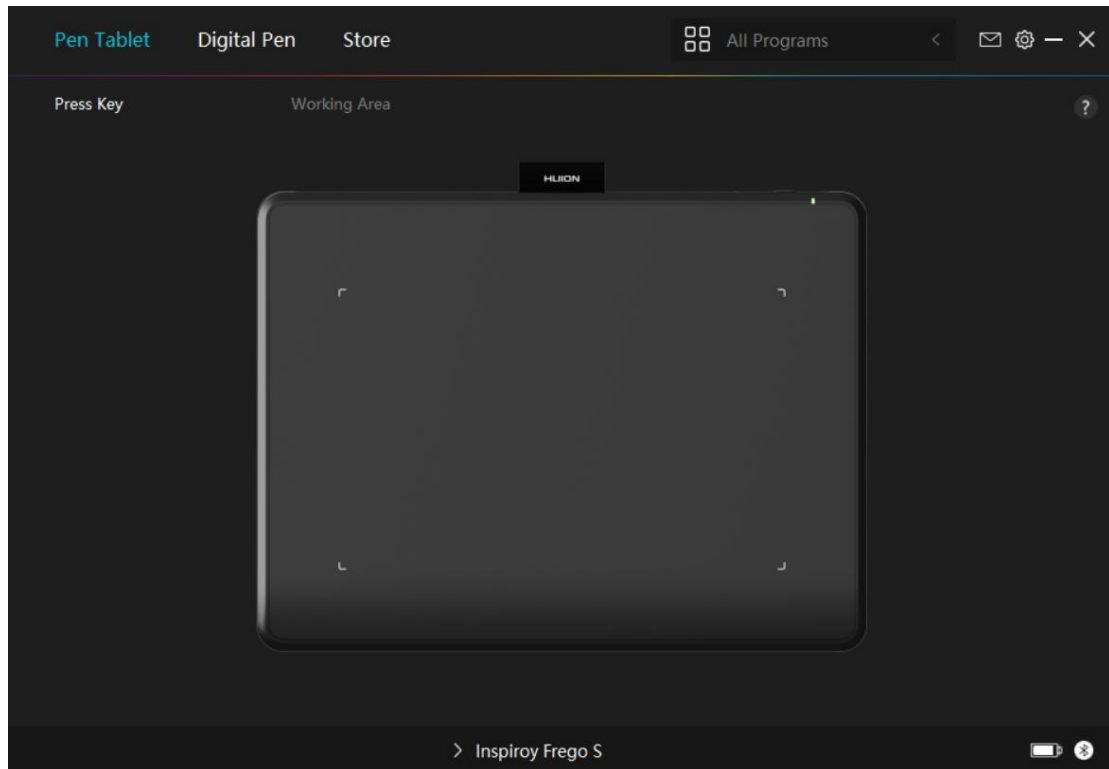 Pen Tablet Digital Pen Store All Programs
Press Key Working Area ?
HUION
Inspiroy Frego S